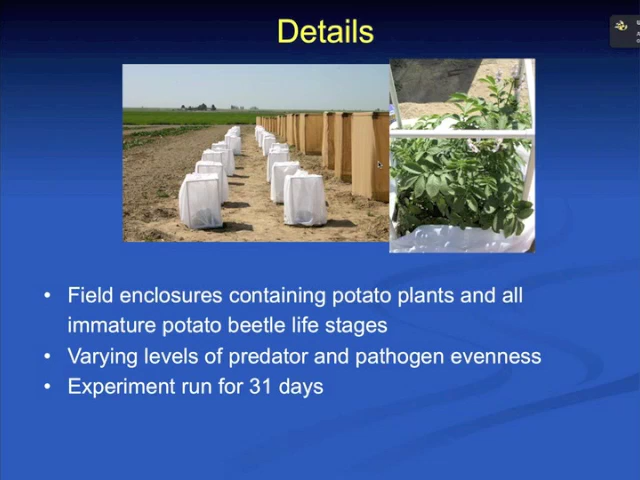 Details
• Field enclosures containing potato plants and all
immature potato beetle life stages
• Varying levels of predator and pathogen evenness
• Experiment run for 31 days